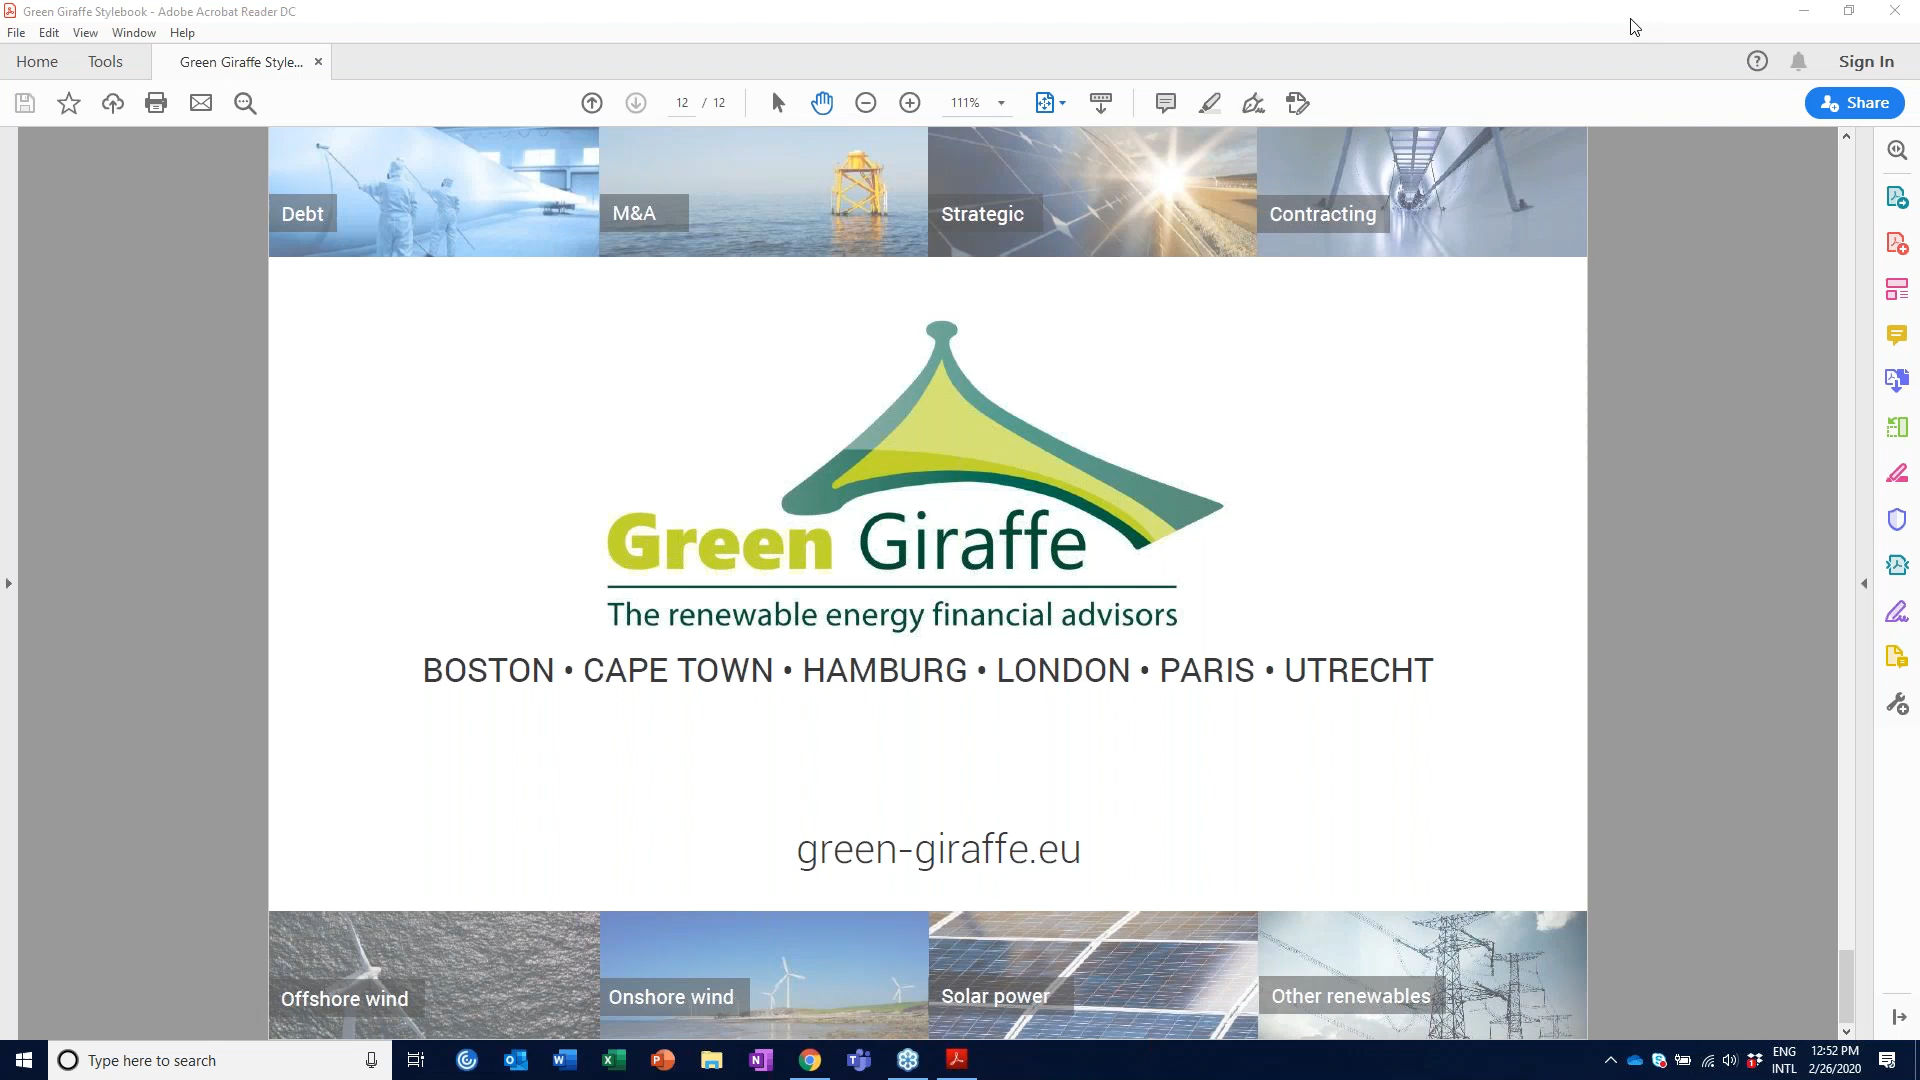 Green Giraffe Stylebook - Adobe Acrobat Reader DC
File Edit View Window Help
Home Tools Green Giraffe Style... Sign In
12 / 12 111% Share
Debt M&A Strategic Contracting
Green Giraffe
The renewable energy financial advisors
BOSTON • CAPE TOWN • HAMBURG • LONDON • PARIS • UTRECHT
green-giraffe.eu
Offshore wind Onshore wind Solar power Other renewables
Type here to search ENG 12:52 PM
INTL 2/26/2020